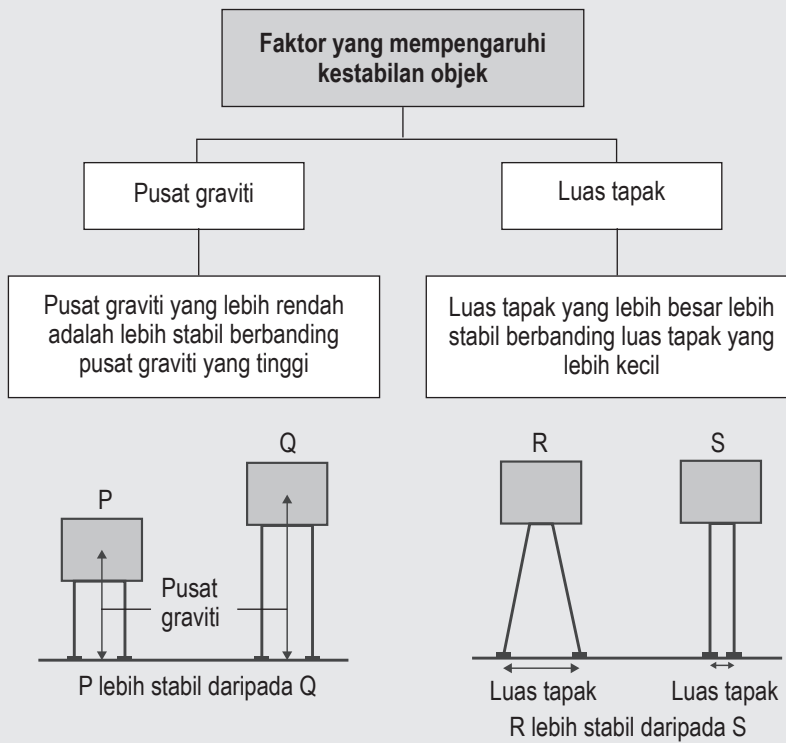 Faktor yang mempengaruhi
kestabilan objek
Pusat graviti
Luas tapak
Pusat graviti yang lebih rendah
adalah lebih stabil berbanding
pusat graviti yang tinggi
Luas tapak yang lebih besar lebih
stabil berbanding luas tapak yang
lebih kecil
P
Q
Pusat
graviti
P lebih stabil daripada Q
R
S
Luas tapak
Luas tapak
R lebih stabil daripada S